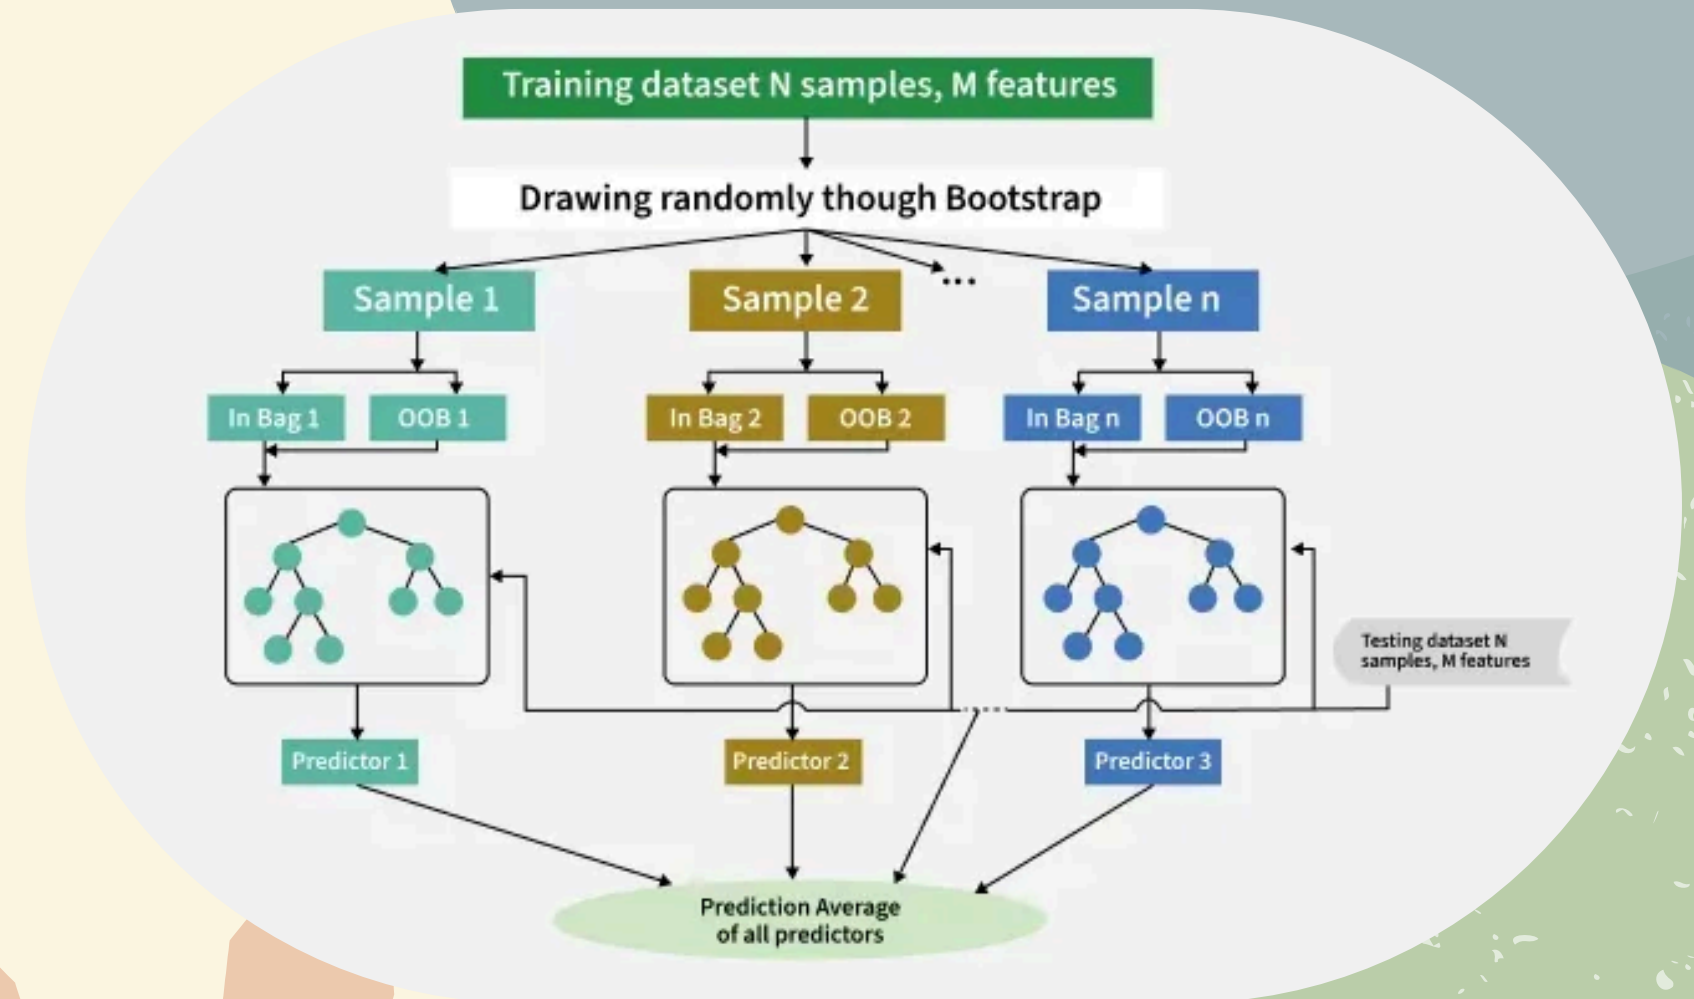 Training dataset N samples, M features
Drawing randomly though Bootstrap
Sample 1
Sample 2
...
Sample n
In Bag 1
OOB 1
In Bag 2
OOB 2
In Bag n
OOB n
Testing dataset N
samples, M features
Predictor 1
Predictor 2
Predictor 3
Prediction Average
of all predictors